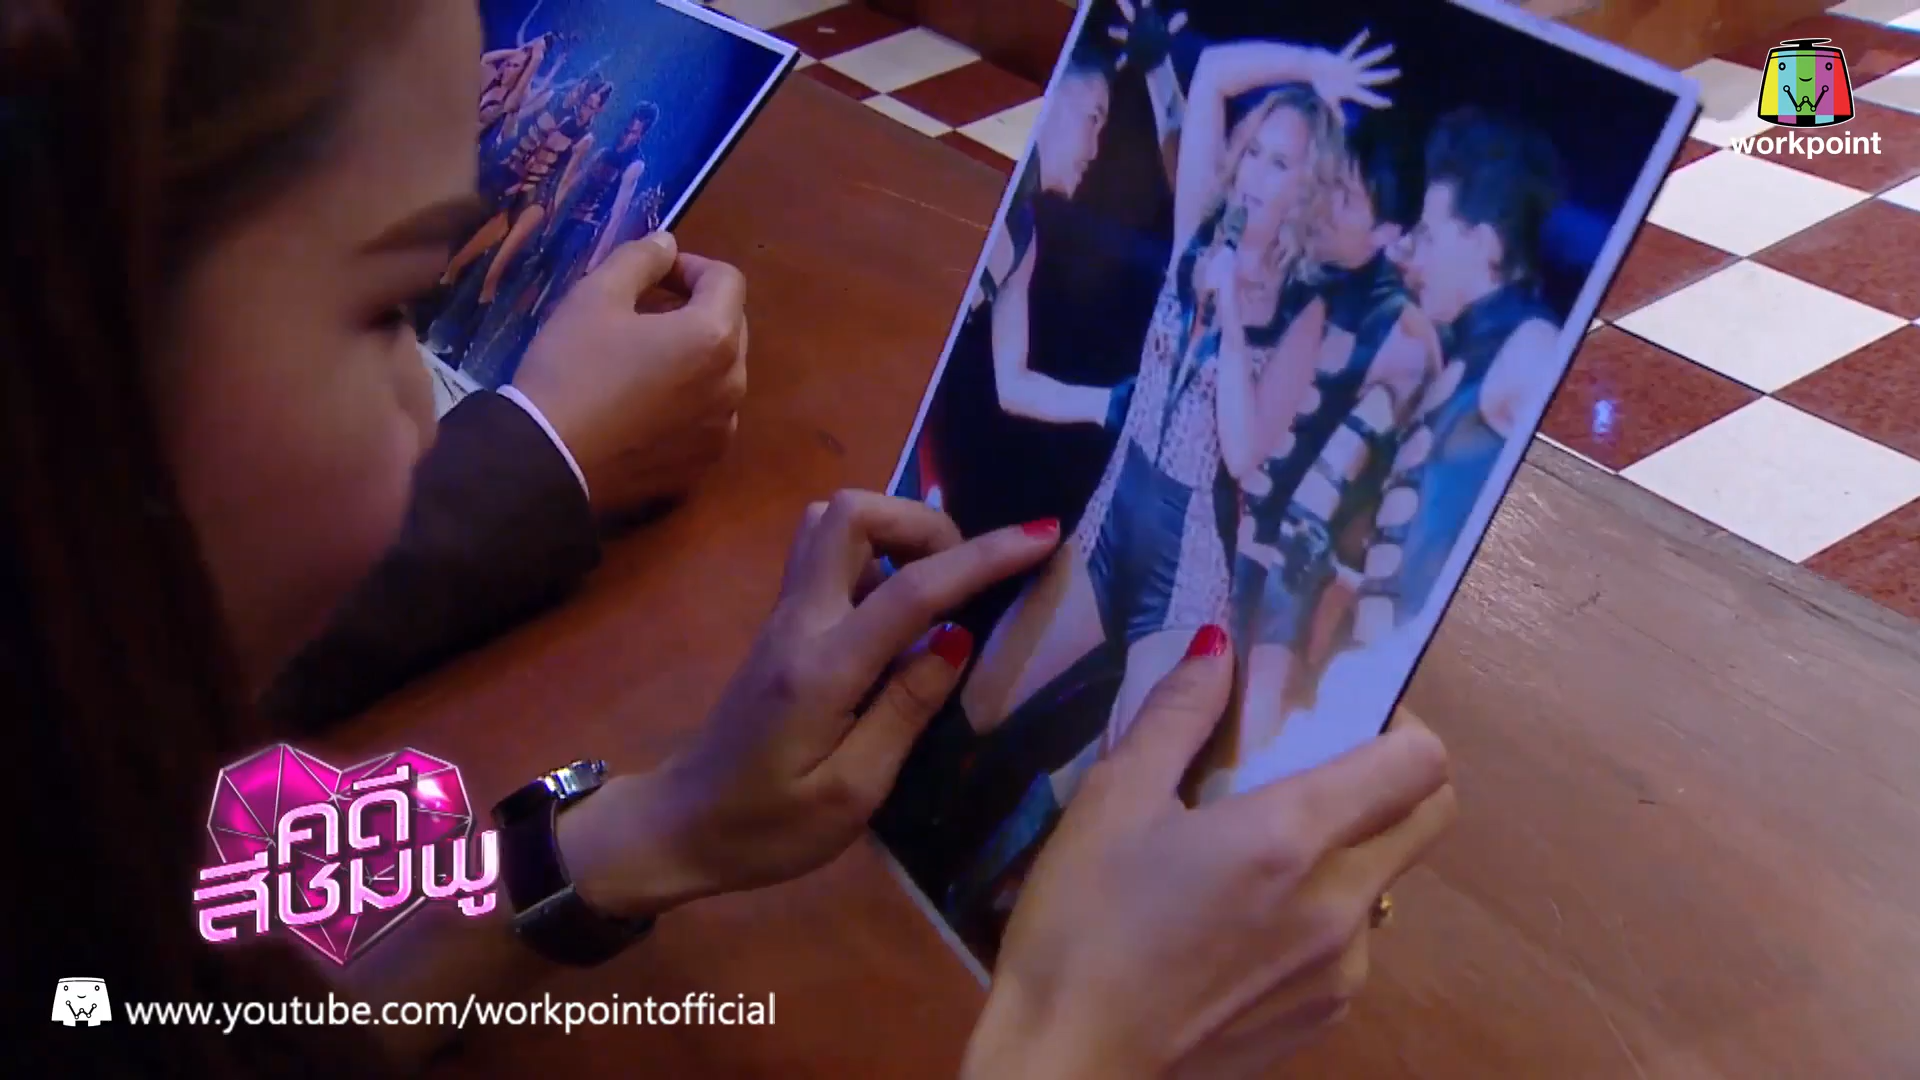 workpoint
คดี
สีชมพู
www.youtube.com/workpointofficial